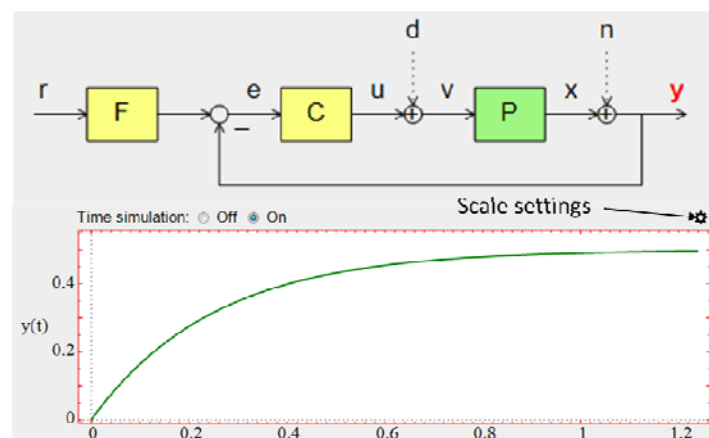 d n
r F e C u v P x y
Time simulation: Off On Scale settings
y(t)
0.4
0.2
0
0 0.2 0.4 0.6 0.8 1 1.2